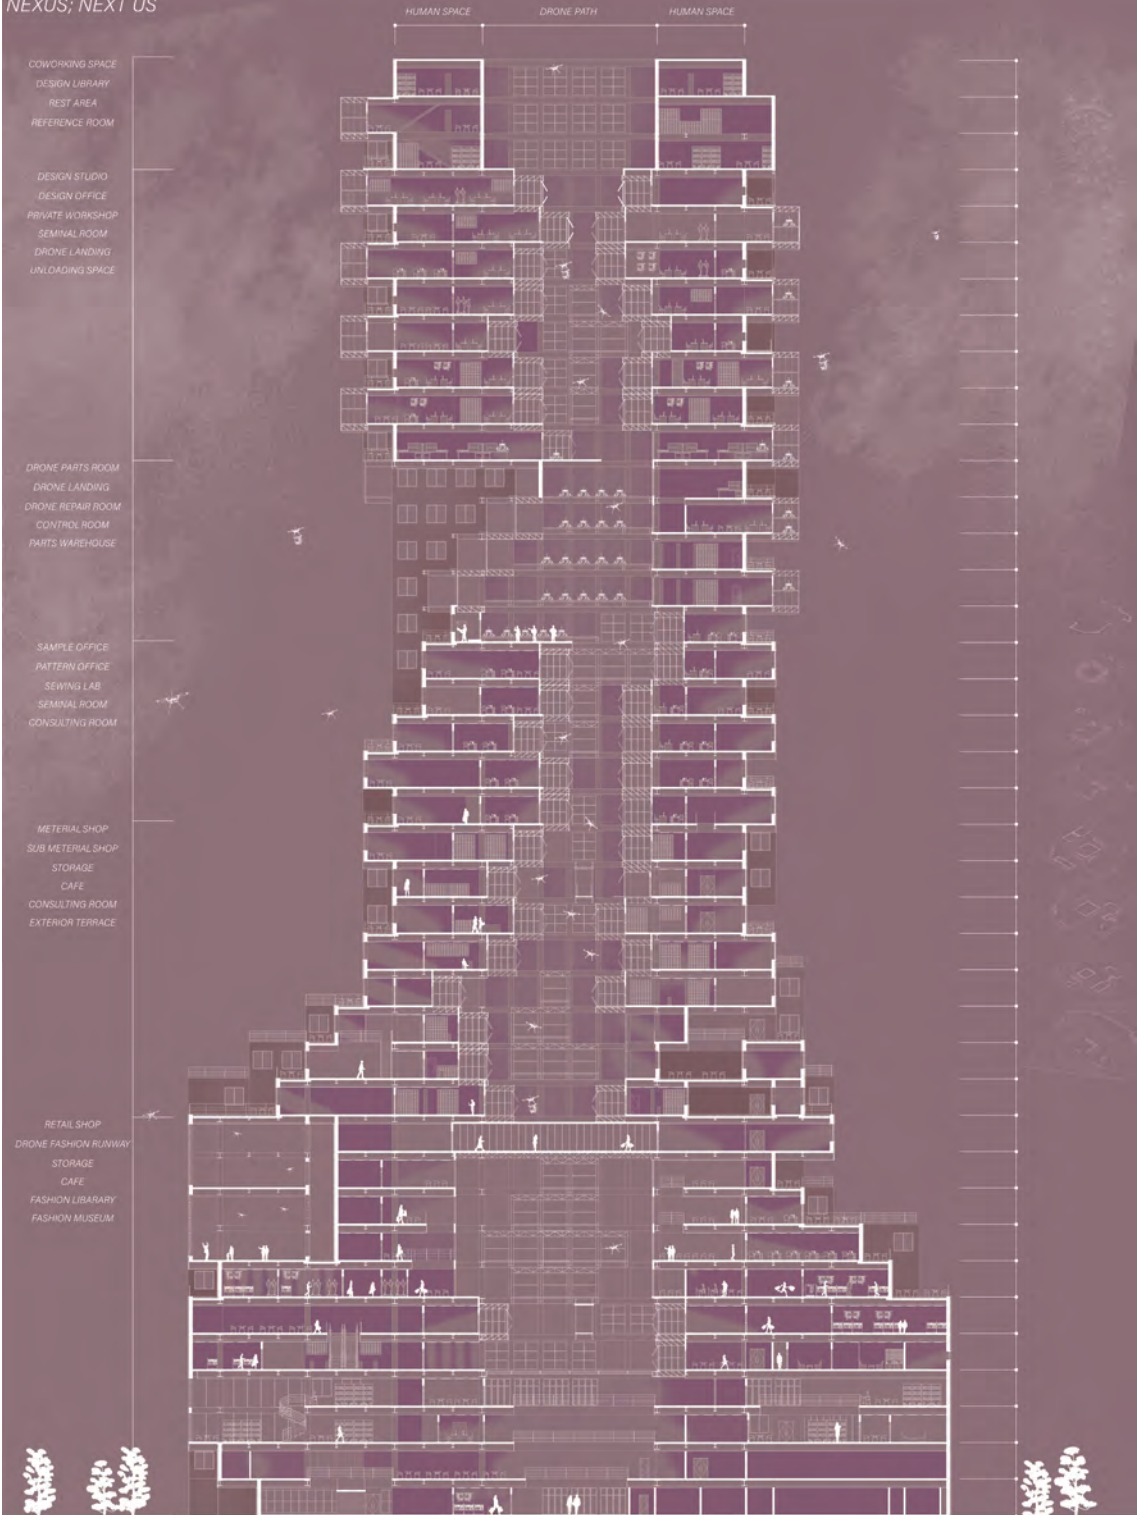 NEXUS; NEXT US
HUMAN SPACE
DRONE PATH
HUMAN SPACE
COWORKING SPACE
DESIGN LIBRARY
REST AREA
REFERENCE ROOM
DESIGN STUDIO
DESIGN OFFICE
PRIVATE WORKSHOP
SEMINAL ROOM
DRONE LANDING
UNLOADING SPACE
DRONE PARTS ROOM
DRONE LANDING
DRONE REPAIR ROOM
CONTROL ROOM
PARTS WAREHOUSE
SAMPLE OFFICE
PATTERN OFFICE
SEWING LAB
SEMINAL ROOM
CONSULTING ROOM
METERIAL SHOP
SUB METERIAL SHOP
STORAGE
CAFE
CONSULTING ROOM
EXTERIOR TERRACE
RETAIL SHOP
DRONE FASHION RUNWAY
STORAGE
CAFE
FASHION LIBARARY
FASHION MUSEUM